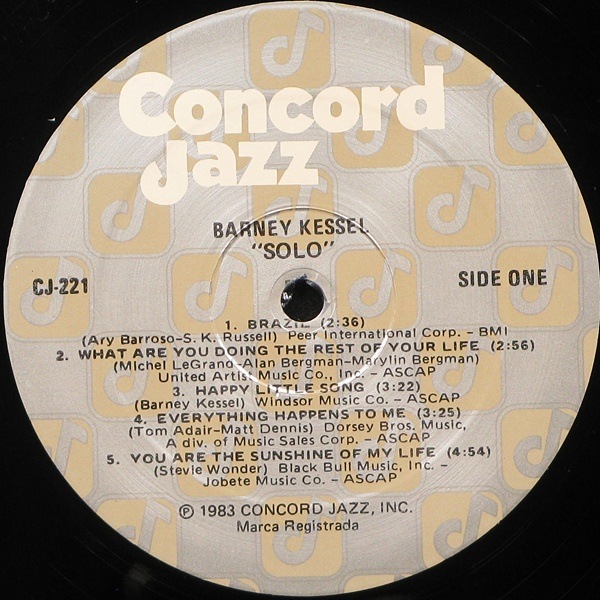 Concord
Jazz
BARNEY KESSEL
"SOLO"
CJ-221
SIDE ONE
1. BRAZIL (2:36)
(Ary Barroso–S. K. Russell) Peer International Corp. – BMI
2. WHAT ARE YOU DOING THE REST OF YOUR LIFE (2:56)
(Michel LeGrand–Alan Bergman–Marylin Bergman)
United Artist Music Co., Inc. – ASCAP
3. HAPPY LITTLE SONG (3:22)
(Barney Kessel) Windsor Music Co. – ASCAP
4. EVERYTHING HAPPENS TO ME (3:25)
(Tom Adair–Matt Dennis) Dorsey Bros. Music,
A div. of Music Sales Corp. – ASCAP
5. YOU ARE THE SUNSHINE OF MY LIFE (4:54)
(Stevie Wonder) Black Bull Music, Inc. –
Jobete Music Co. – ASCAP
℗ 1983 CONCORD JAZZ, INC.
Marca Registrada